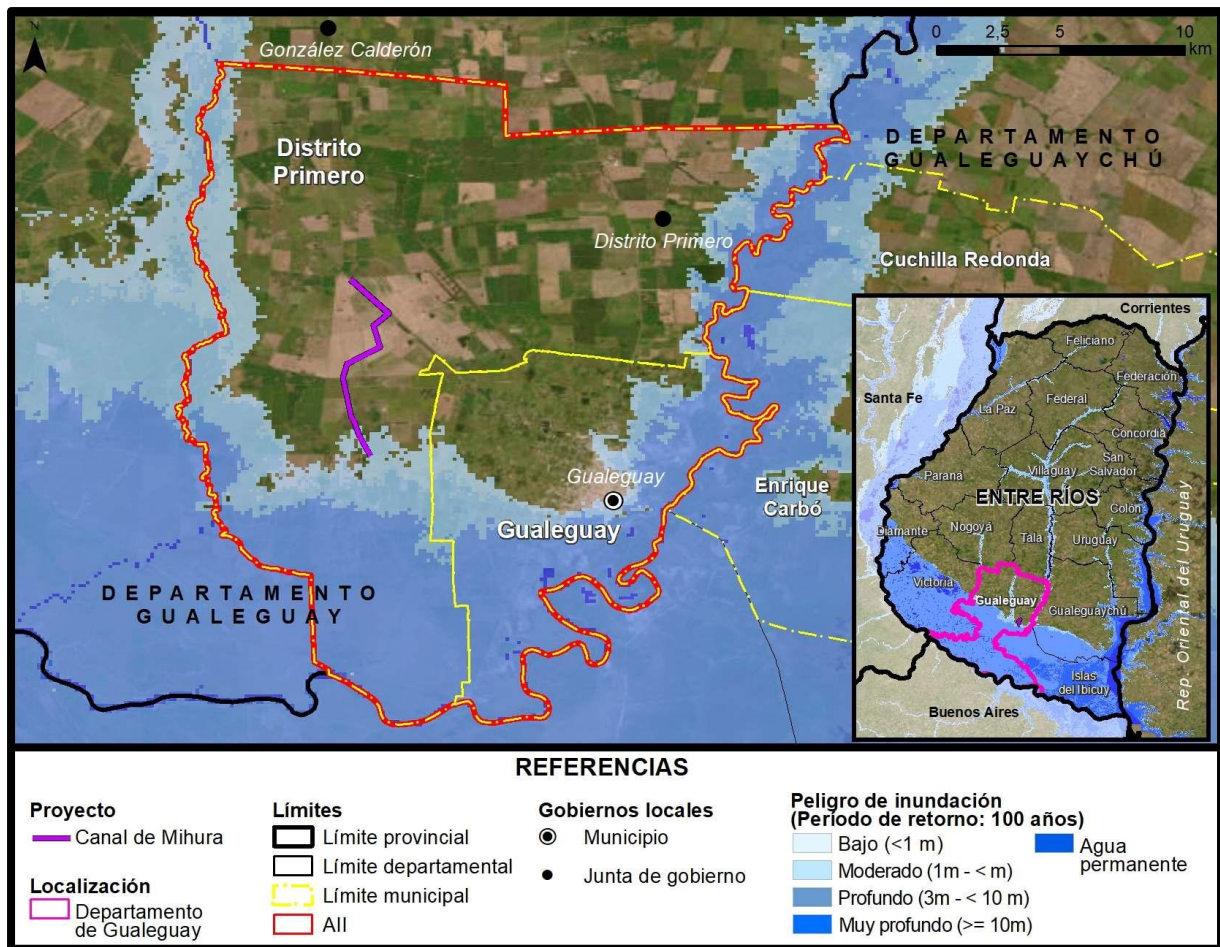 N
González Calderón
0 2,5 5 10
km
Distrito
Primero
DEPARTAMENTO
GUALEGUAYCHÚ
Distrito Primero
Cuchilla Redonda
Gualeguay
Gualeguay
Enrique
Carbó
DEPARTAMENTO
GUALEGUAY
Corrientes
Feliciano
Federación
Santa Fe
La Paz
Federal
Concordia
San
Salvador
Paraná
Villaguay
ENTRE RÍOS
Colón
Diamante
Nogoyá
Tala
Uruguay
Victoria
Gualeguay
Gualeguaychú
Rep. Oriental del Uruguay
Islas
del Ibicuy
Buenos Aires
REFERENCIAS
Proyecto
Canal de Mihura
Localización
Departamento
de Gualeguay
Límites
Límite provincial
Límite departamental
Límite municipal
AII
Gobiernos locales
Municipio
Junta de gobierno
Peligro de inundación
(Período de retorno: 100 años)
Bajo (<1 m)
Moderado (1m - < m)
Profundo (3m - < 10 m)
Muy profundo (>= 10m)
Agua
permanente